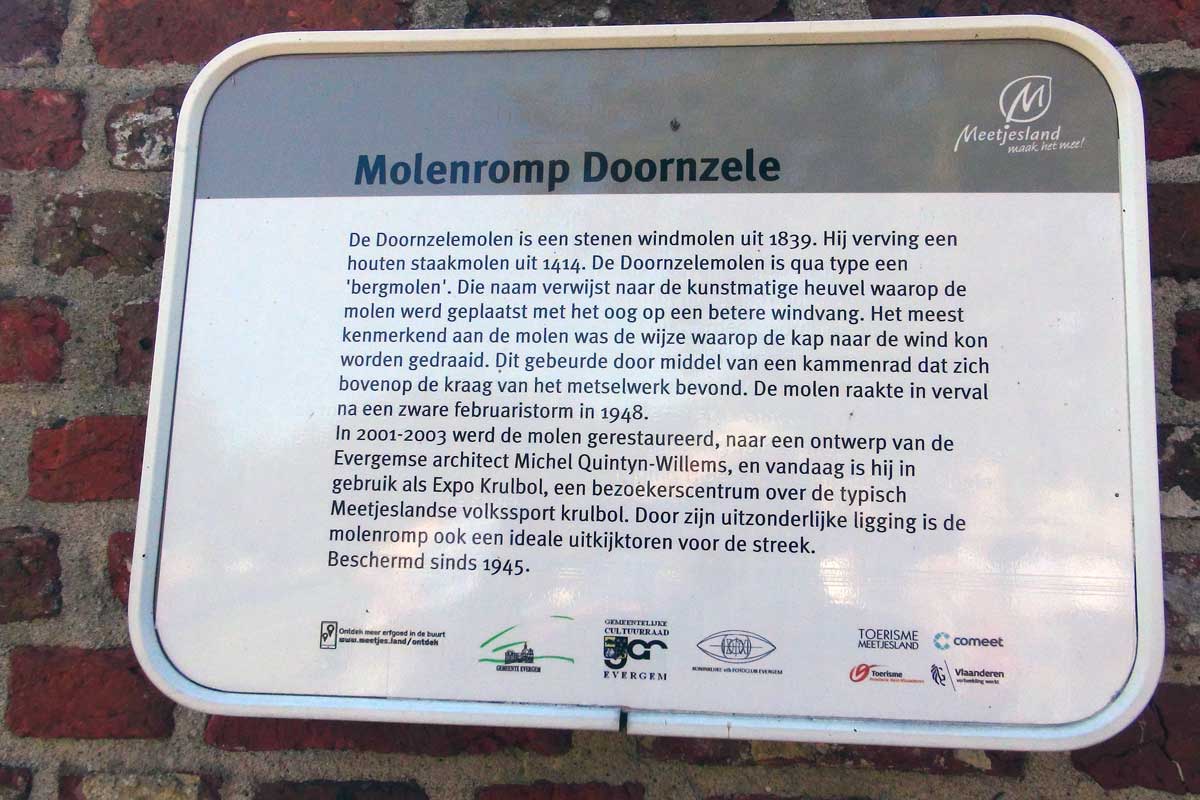 Meetjesland
maak het mee!
Molenromp Doornzele
De Doornzelemolen is een stenen windmolen uit 1839. Hij verving een
houten staakmolen uit 1414. De Doornzelemolen is qua type een
'bergmolen'. Die naam verwijst naar de kunstmatige heuvel waarop de
molen werd geplaatst met het oog op een betere windvang. Het meest
kenmerkend aan de molen was de wijze waarop de kap naar de wind kon
worden gedraaid. Dit gebeurde door middel van een kammenrad dat zich
bovenop de kraag van het metselwerk bevond. De molen raakte in verval
na een zware februaristorm in 1948.
In 2001-2003 werd de molen gerestaureerd, naar een ontwerp van de
Evergemse architect Michel Quintyn-Willems, en vandaag is hij in
gebruik als Expo Krulbol, een bezoekerscentrum over de typisch
Meetjeslandse volkssport krulbol. Door zijn uitzonderlijke ligging is de
molenromp ook een ideale uitkijktoren voor de streek.
Beschermd sinds 1945.
Ontdek meer erfgoed in de buurt
www.meetjes.land/ontdek
GEMEENTE EVERGEM
GEMEENTELIJKE
CULTUURRAAD
gcr
EVERGEM
FOTOCLUB EVERGEM
TOERISME
MEETJESLAND
comeet
Toerisme
Provincie Oost-Vlaanderen
Vlaanderen
verbeelding werkt